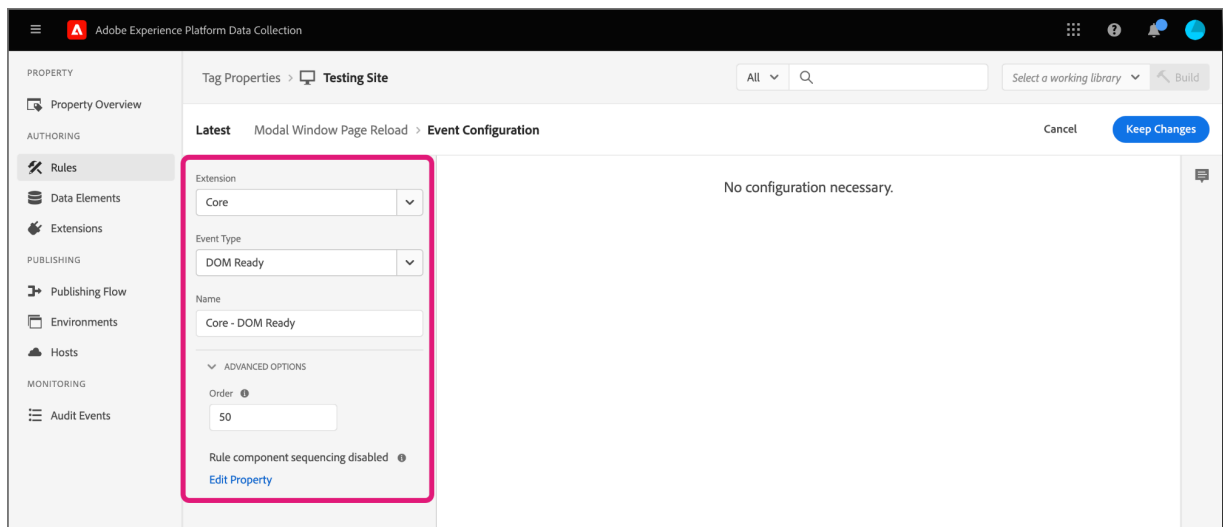 Adobe Experience Platform Data Collection
PROPERTY
Property Overview
AUTHORING
Rules
Data Elements
Extensions
PUBLISHING
Publishing Flow
Environments
Hosts
MONITORING
Audit Events
Tag Properties > Testing Site
All
Select a working library
Build
Latest Modal Window Page Reload > Event Configuration
Cancel
Keep Changes
Extension
Core
Event Type
DOM Ready
Name
Core - DOM Ready
ADVANCED OPTIONS
Order
50
Rule component sequencing disabled
Edit Property
No configuration necessary.